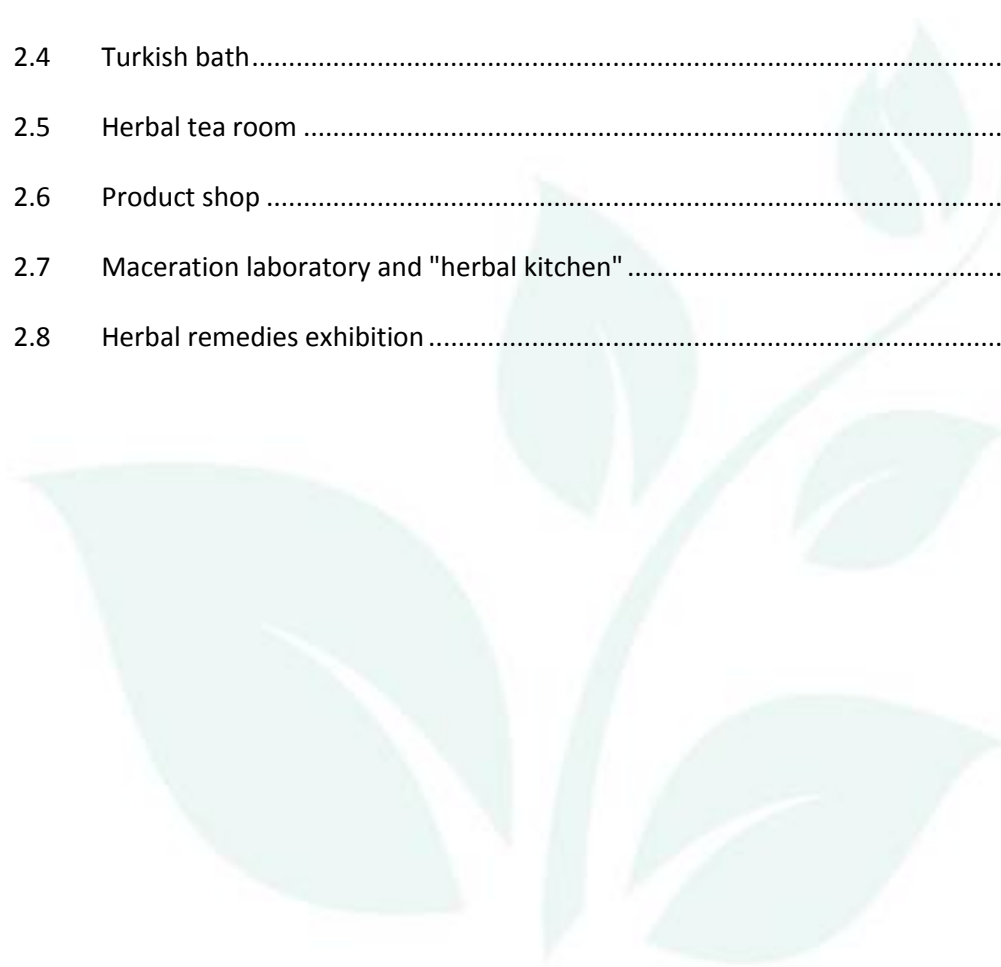 2.4 Turkish bath....................................................................................................
2.5 Herbal tea room .............................................................................................
2.6 Product shop ..................................................................................................
2.7 Maceration laboratory and "herbal kitchen" ..................................................
2.8 Herbal remedies exhibition.............................................................................